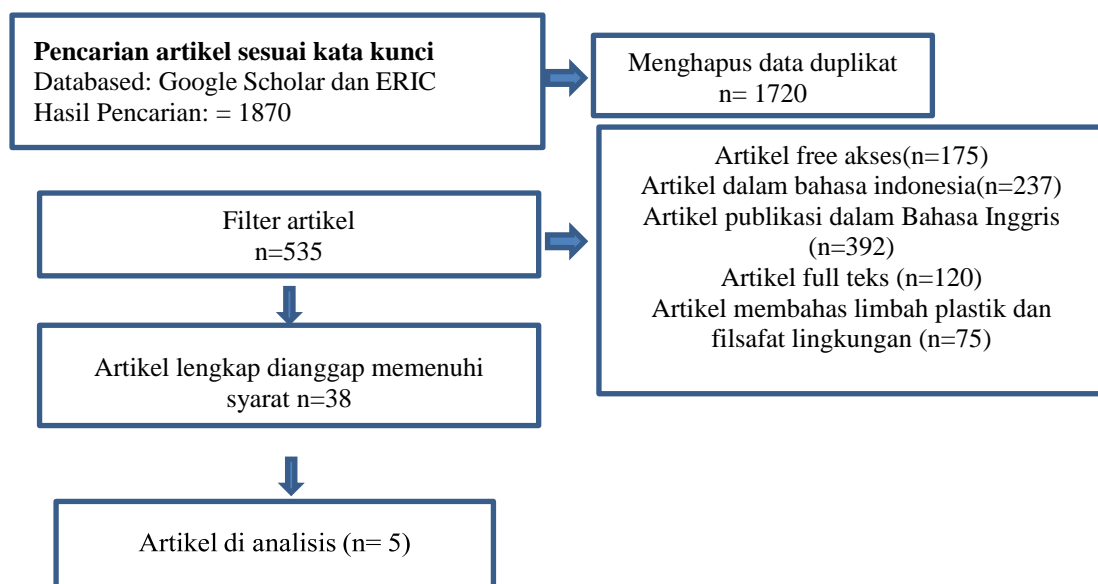 Pencarian artikel sesuai kata kunci
Databased: Google Scholar dan ERIC
Hasil Pencarian: = 1870
Menghapus data duplikat
n= 1720
Filter artikel
n=535
Artikel free akses(n=175)
Artikel dalam bahasa indonesia(n=237)
Artikel publikasi dalam Bahasa Inggris
(n=392)
Artikel full teks (n=120)
Artikel membahas limbah plastik dan
filsafat lingkungan (n=75)
Artikel lengkap dianggap memenuhi
syarat n=38
Artikel di analisis (n= 5)